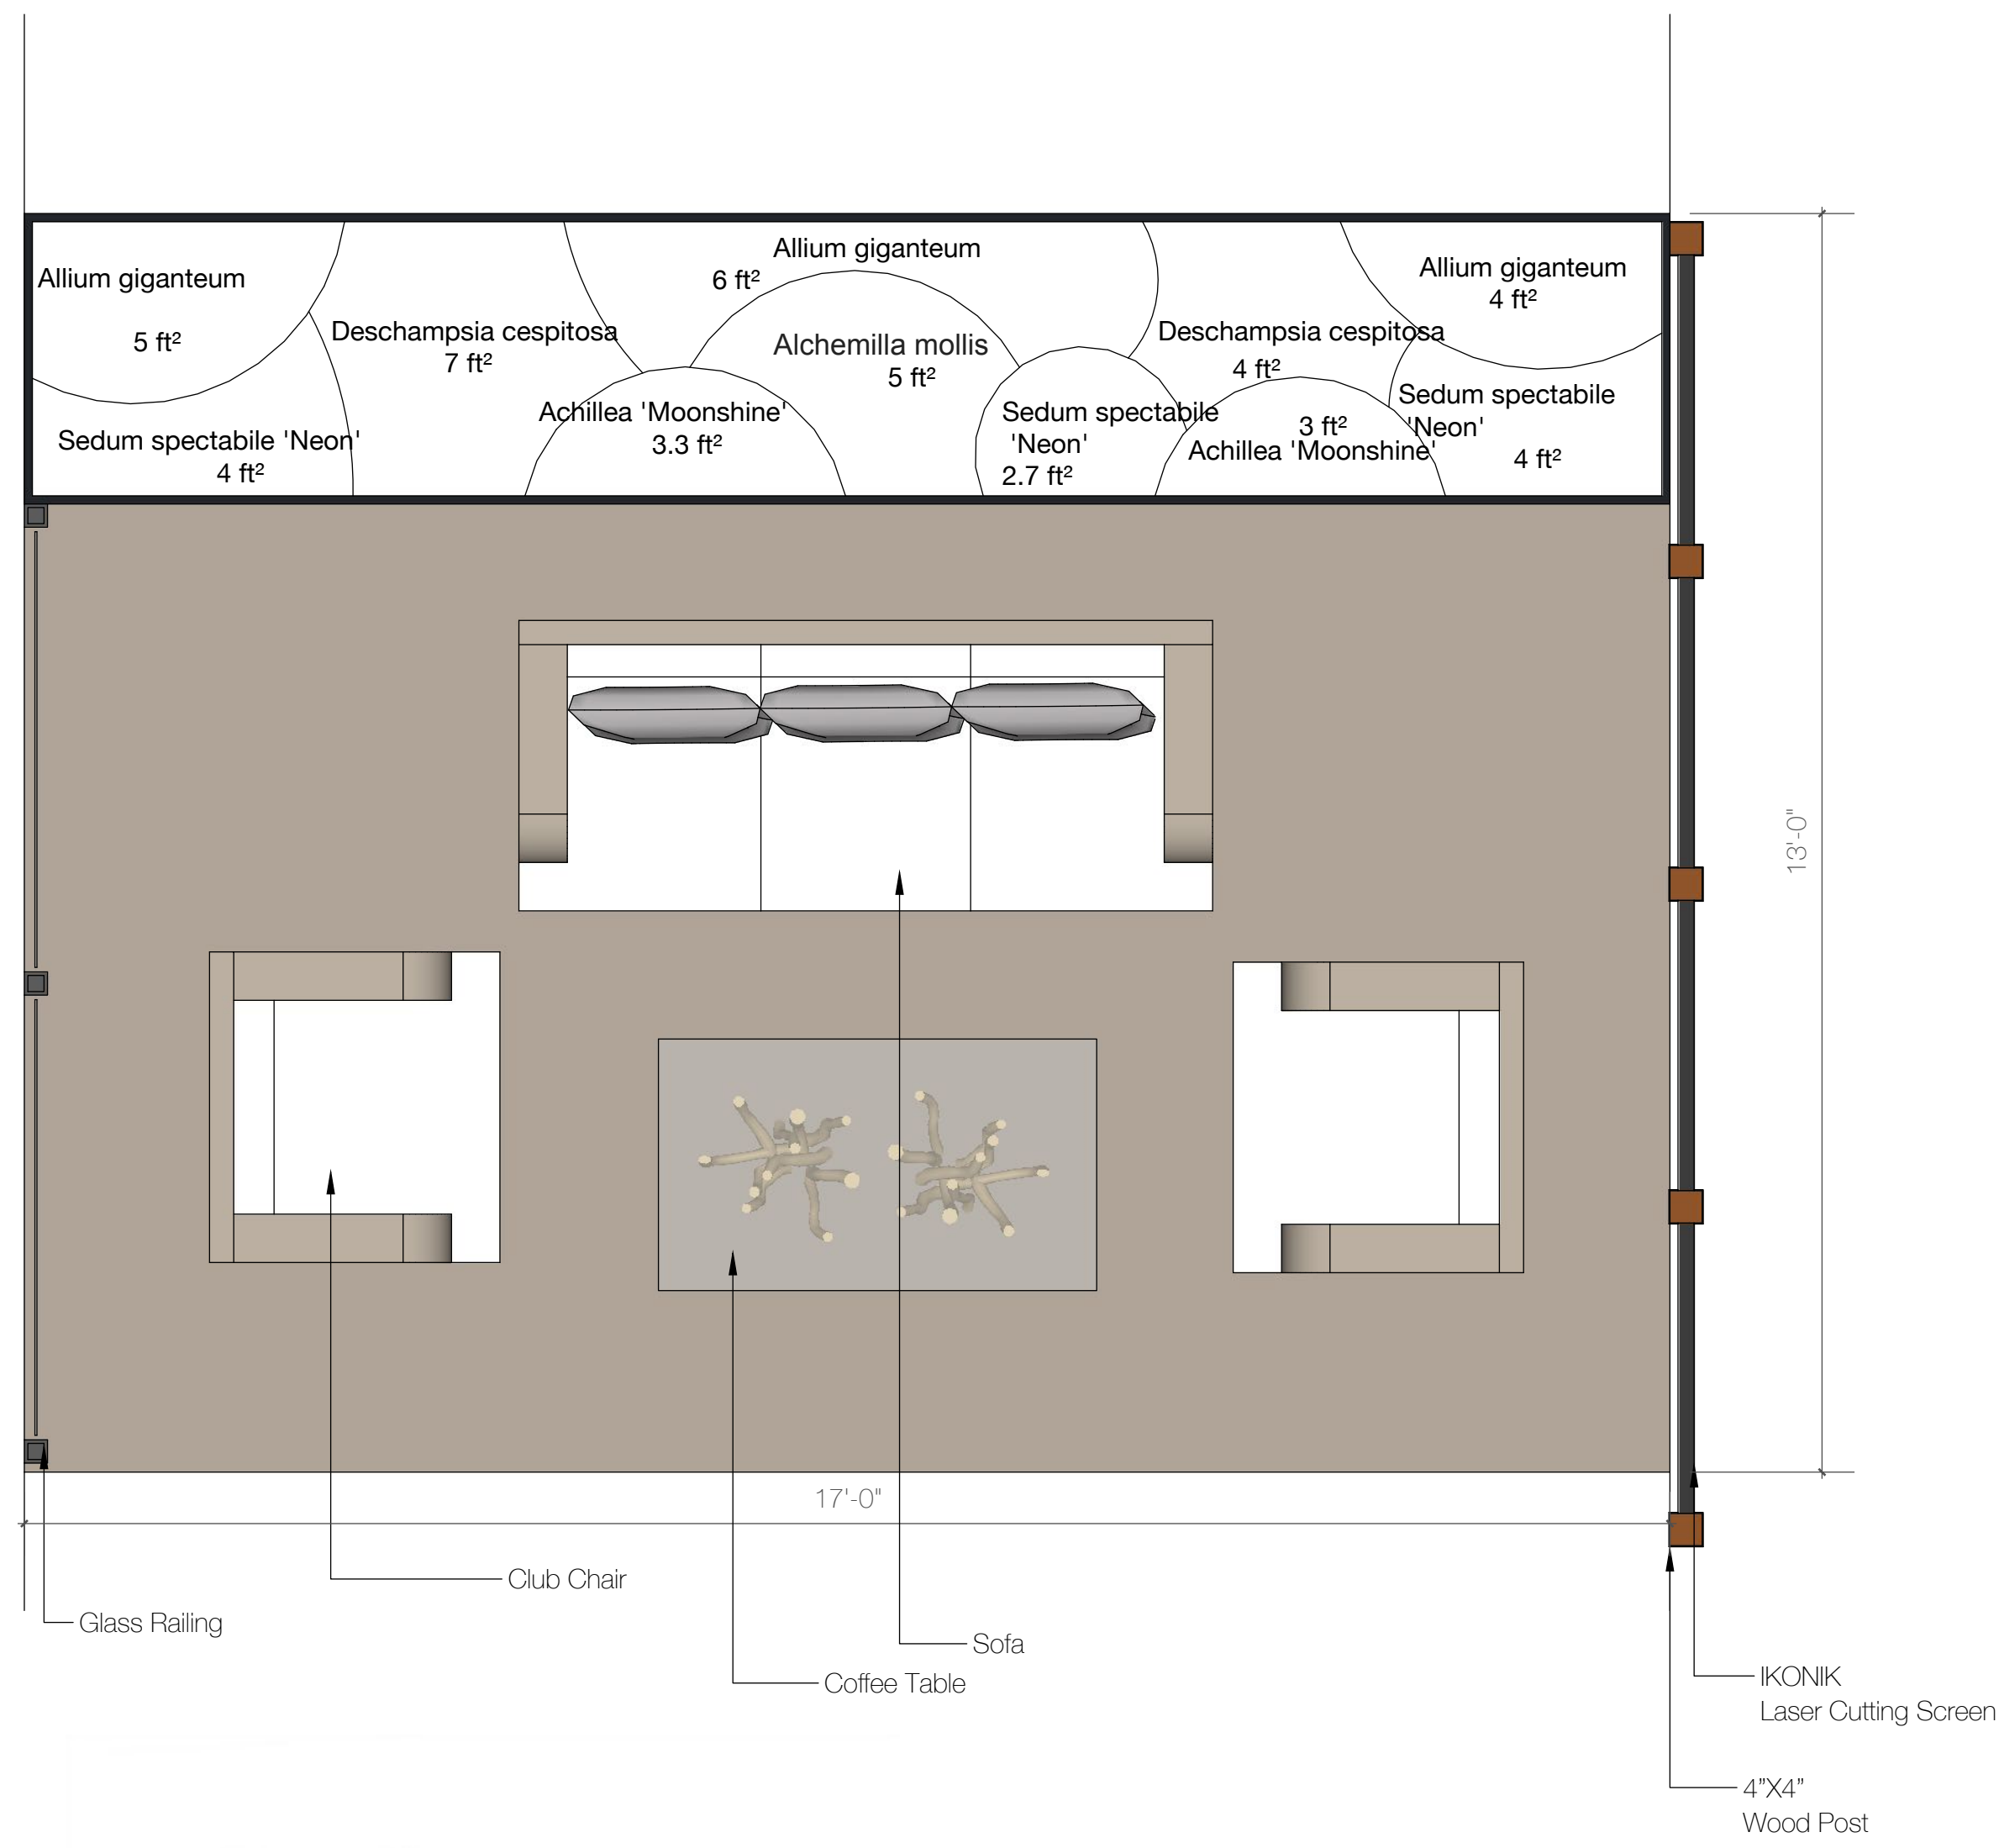 Allium giganteum
5 ft²
Sedum spectabile 'Neon'
4 ft²
Deschampsia cespitosa
7 ft²
Allium giganteum
6 ft²
Alchemilla mollis
5 ft²
Achillea 'Moonshine'
3.3 ft²
Sedum spectabile
'Neon'
2.7 ft²
Deschampsia cespitosa
4 ft²
3 ft²
Achillea 'Moonshine'
Allium giganteum
4 ft²
Sedum spectabile
'Neon'
4 ft²
13'-0"
17'-0"
Club Chair
Glass Railing
Sofa
Coffee Table
IKONIK
Laser Cutting Screen
4”X4”
Wood Post